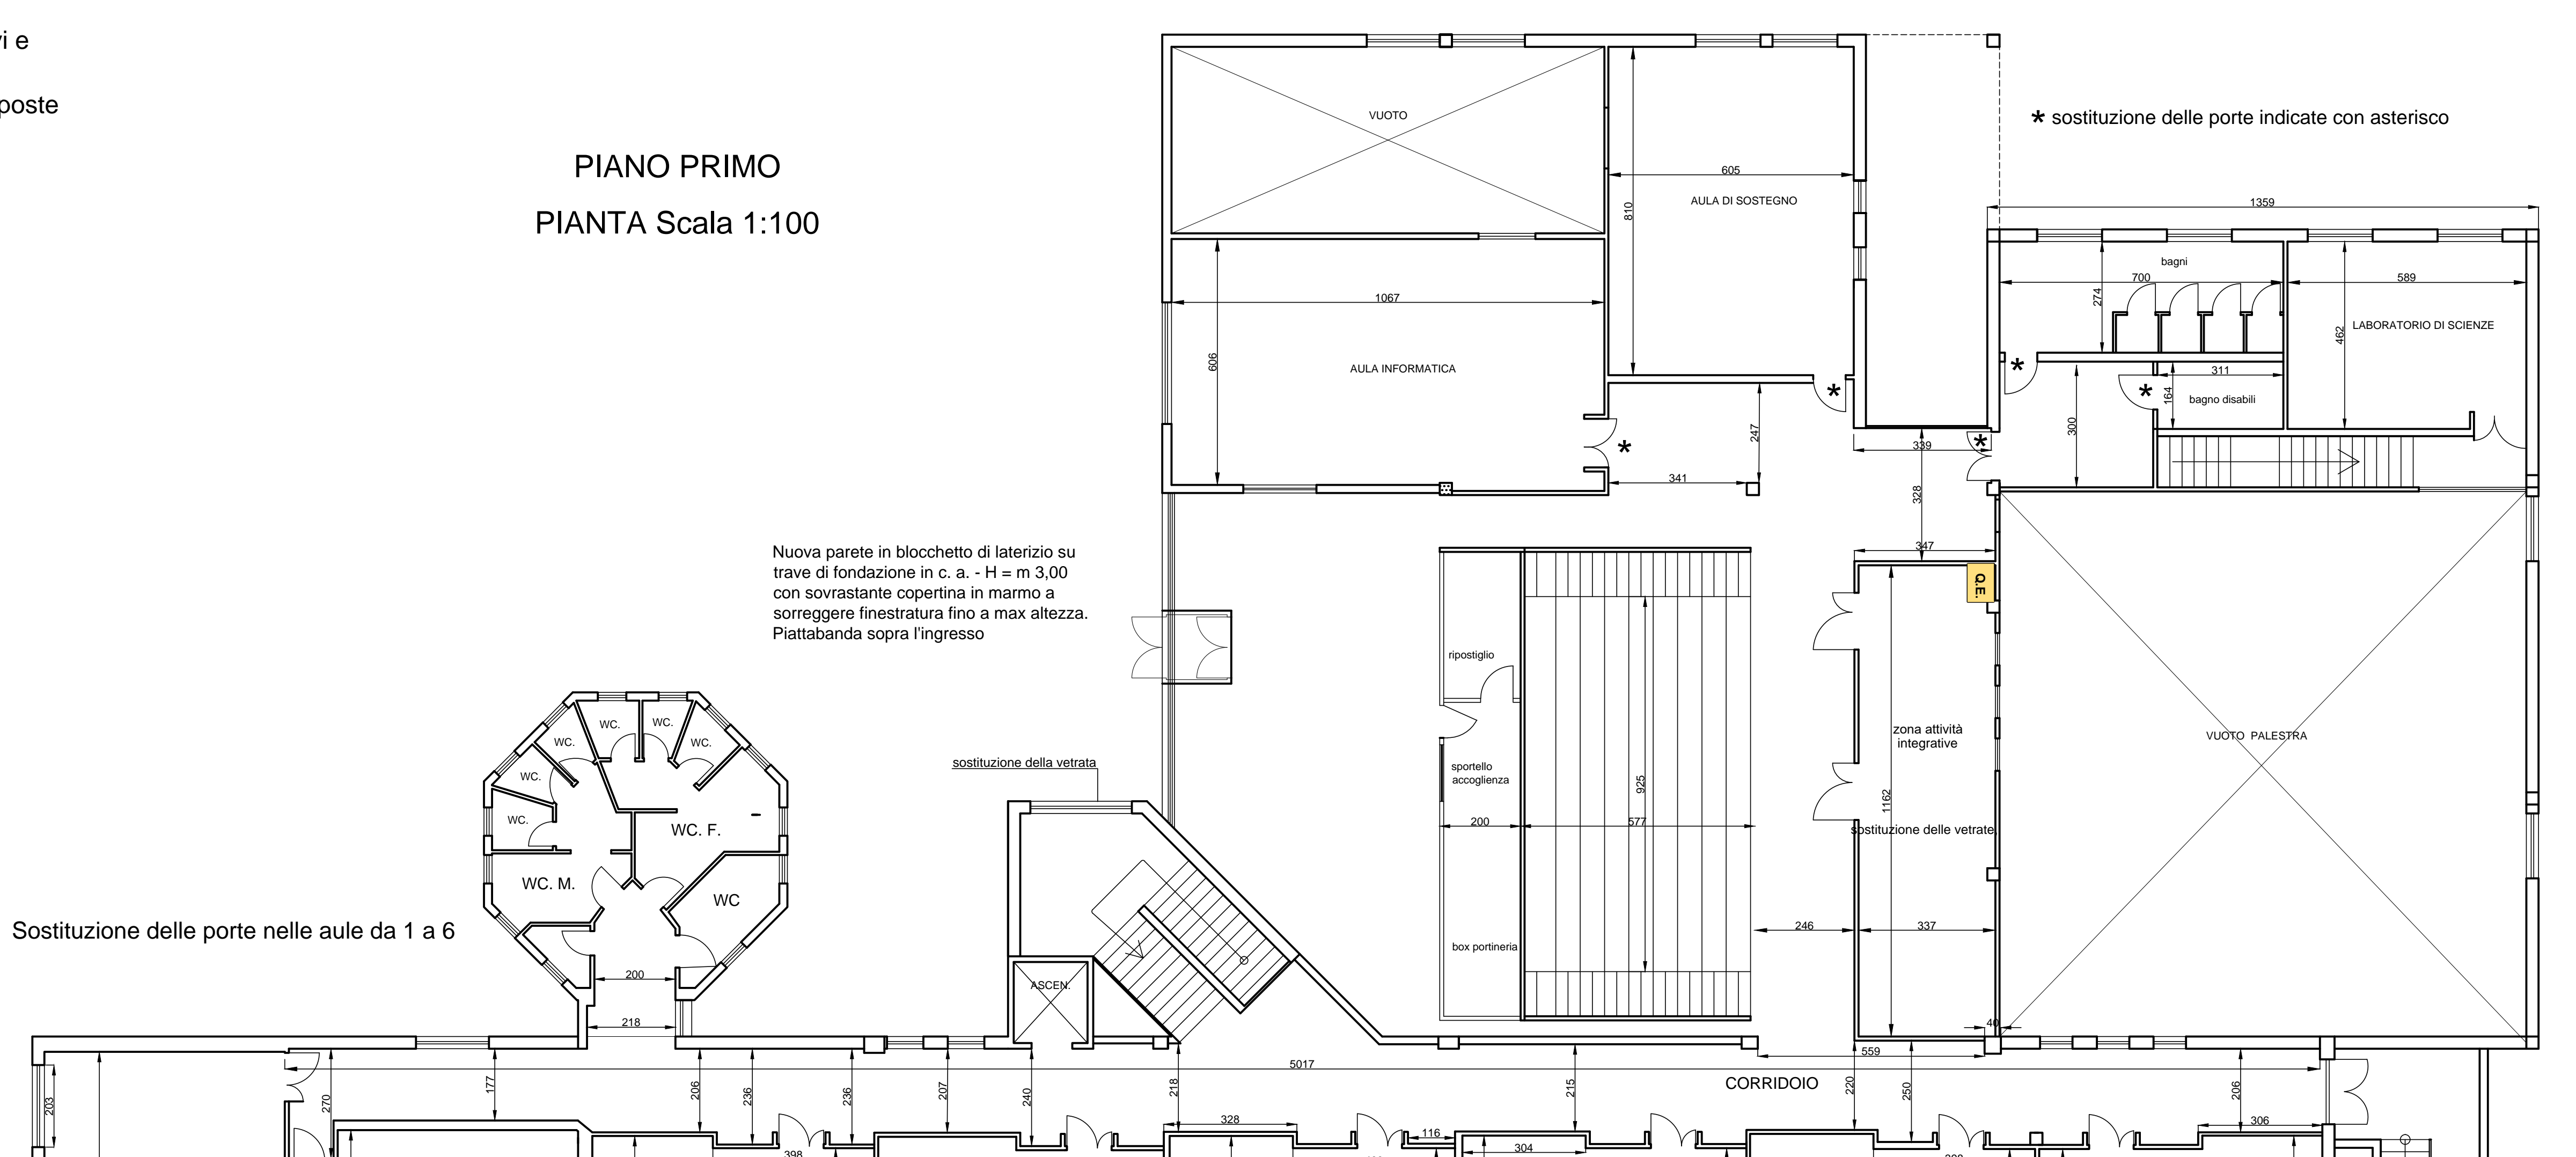 vi e
poste
PIANO PRIMO
PIANTA Scala 1:100
* sostituzione delle porte indicate con asterisco
VUOTO
605
AULA DI SOSTEGNO
810
1359
bagni
700
274
589
462
LABORATORIO DI SCIENZE
1067
606
AULA INFORMATICA
*
*
*
311
164
bagno disabili
300
247
*
341
339
*
328
347
Nuova parete in blocchetto di laterizio su
trave di fondazione in c. a. - H = m 3,00
con sovrastante copertina in marmo a
sorreggere finestratura fino a max altezza.
Piattabanda sopra l'ingresso
Q.E.
ripostiglio
zona attività
integrative
VUOTO PALESTRA
sportello
accoglienza
925
1162
200
577
sostituzione delle vetrate
sostituzione della vetrata
WC.
WC.
WC.
WC.
WC.
WC.
WC. F.
WC. M.
WC
Sostituzione delle porte nelle aule da 1 a 6
box portineria
246
337
200
ASCEN.
218
40
559
5017
CORRIDOIO
203
270
177
206
236
236
207
240
218
215
220
250
206
328
116
304
306
398